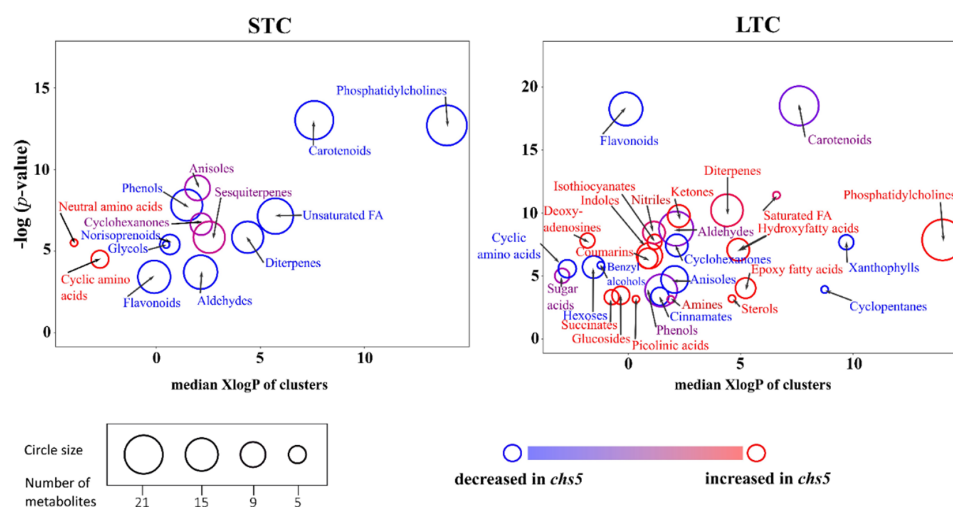 STC
LTC
-log (p-value)
15
10
5
0
0
5
10
median XlogP of clusters
Phosphatidylcholines
Carotenoids
Anisoles
Phenols
Sesquiterpenes
Neutral amino acids
Cyclohexanones
Unsaturated FA
Norisoprenoids
Glycols
Diterpenes
Cyclic amino
acids
Flavonoids
Aldehydes
20
15
10
5
0
0
5
10
median XlogP of clusters
Flavonoids
Carotenoids
Diterpenes
Isothiocyanates
Ketones
Phosphatidylcholines
Indoles
Nitriles
Saturated FA
Deoxy-
adenosines
Hydroxyfatty acids
Aldehydes
Cyclic
amino acids
Coumarins
Cyclohexanones
Xanthophylls
Benzyl
alcohols
Epoxy fatty acids
Anisoles
Sugar
acids
Hexoses
Amines
Sterols
Cyclopentanes
Cinnamates
Succinates
Phenols
Glucosides
Picolinic acids
Circle size
Number of
metabolites
21
15
9
5
decreased in chs5
increased in chs5